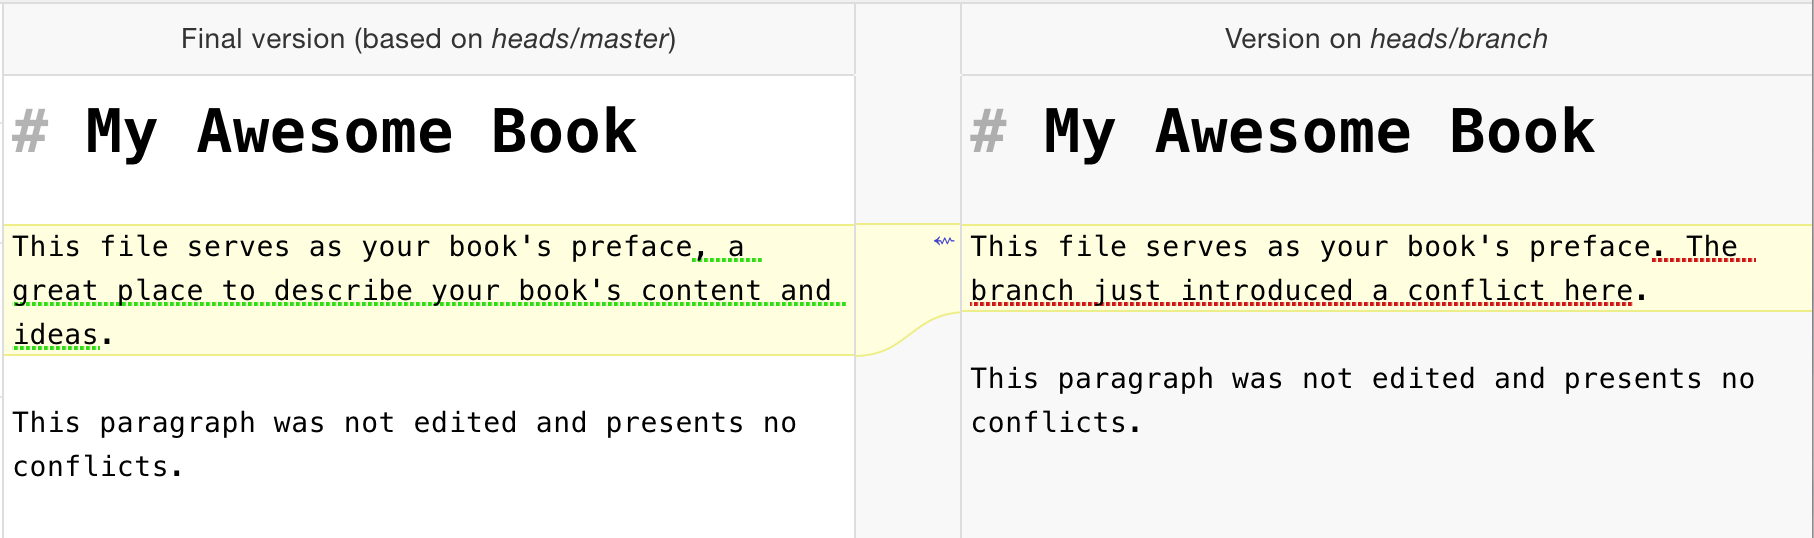 Final version (based on heads/master)
# My Awesome Book
This file serves as your book's preface, a
great place to describe your book's content and
ideas.
This paragraph was not edited and presents no
conflicts.
Version on heads/branch
# My Awesome Book
This file serves as your book's preface. The
branch just introduced a conflict here.
This paragraph was not edited and presents no
conflicts.